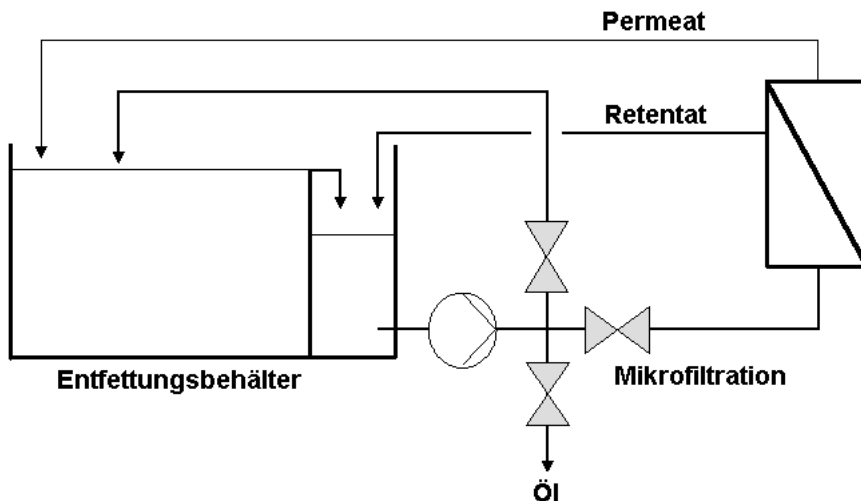 Permeat
Retentat
Entfettungsbehälter
Mikrofiltration
Öl